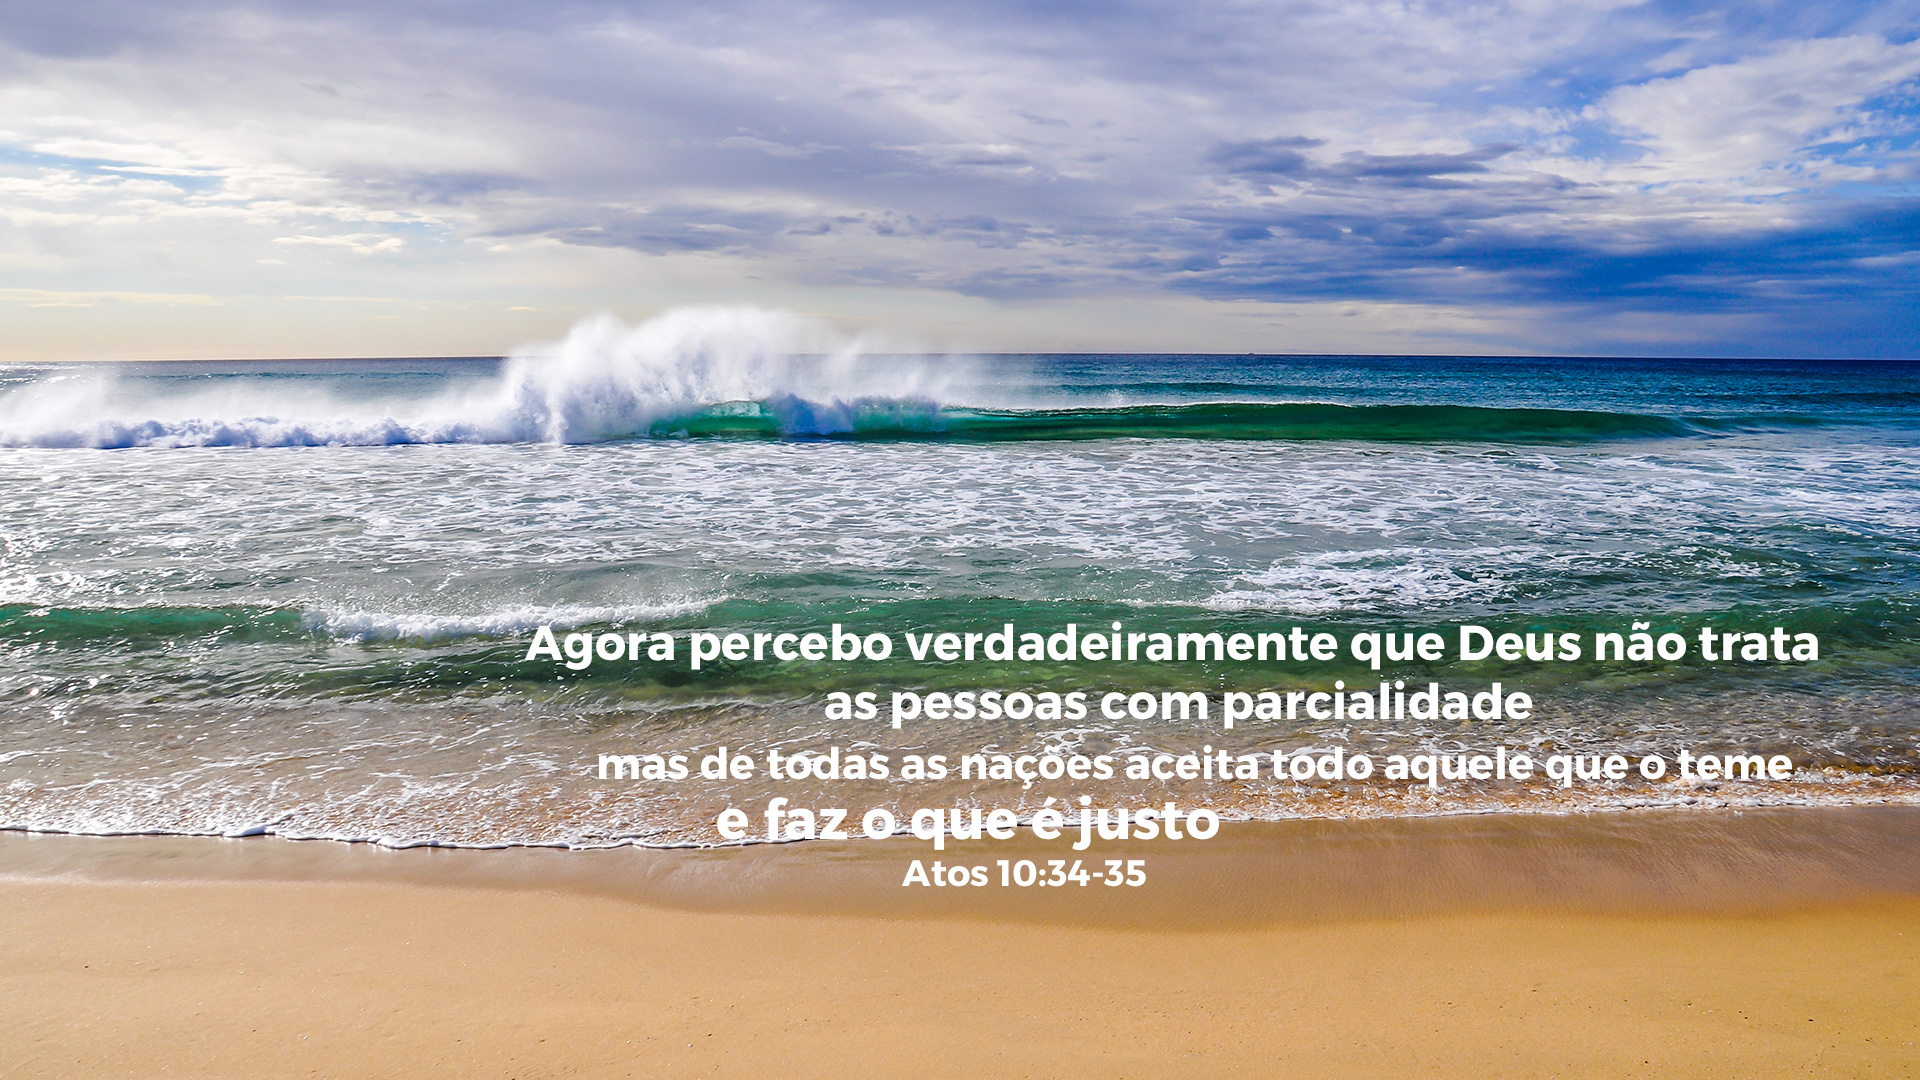 Agora percebo verdadeiramente que Deus não trata
as pessoas com parcialidade
mas de todas as nações aceita todo aquele que o teme
e faz o que é justo
Atos 10:34-35